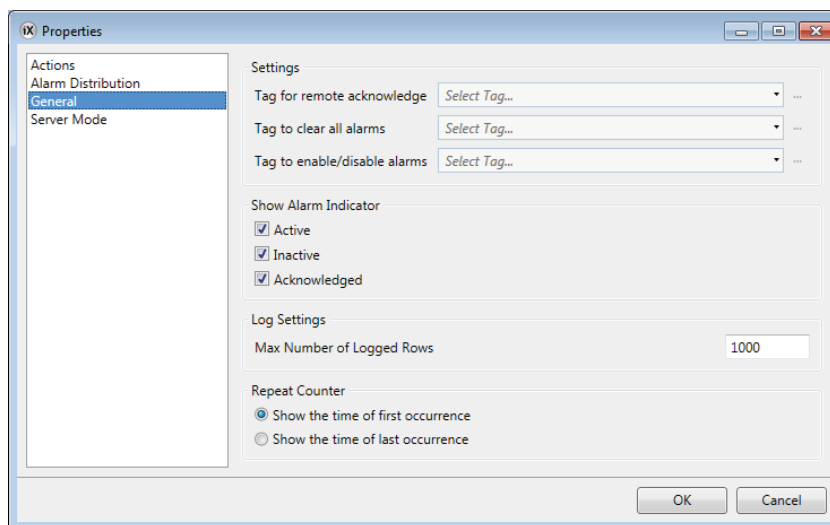 iX Properties
Actions
Alarm Distribution
General
Server Mode
Settings
Tag for remote acknowledge Select Tag... ...
Tag to clear all alarms Select Tag... ...
Tag to enable/disable alarms Select Tag... ...
Show Alarm Indicator
Active
Inactive
Acknowledged
Log Settings
Max Number of Logged Rows 1000
Repeat Counter
Show the time of first occurrence
Show the time of last occurrence
OK Cancel